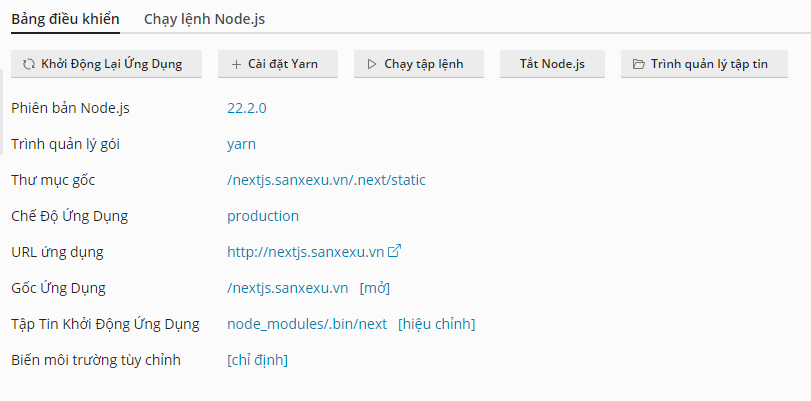 Bảng điều khiển Chạy lệnh Node.js
Khởi Động Lại Ứng Dụng Cài đặt Yarn Chạy tập lệnh Tắt Node.js Trình quản lý tập tin
Phiên bản Node.js 22.2.0
Trình quản lý gói yarn
Thư mục gốc /nextjs.sanxexu.vn/.next/static
Chế Độ Ứng Dụng production
URL ứng dụng http://nextjs.sanxexu.vn
Gốc Ứng Dụng /nextjs.sanxexu.vn [mở]
Tập Tin Khởi Động Ứng Dụng node_modules/.bin/next [hiệu chỉnh]
Biến môi trường tùy chỉnh [chỉ định]